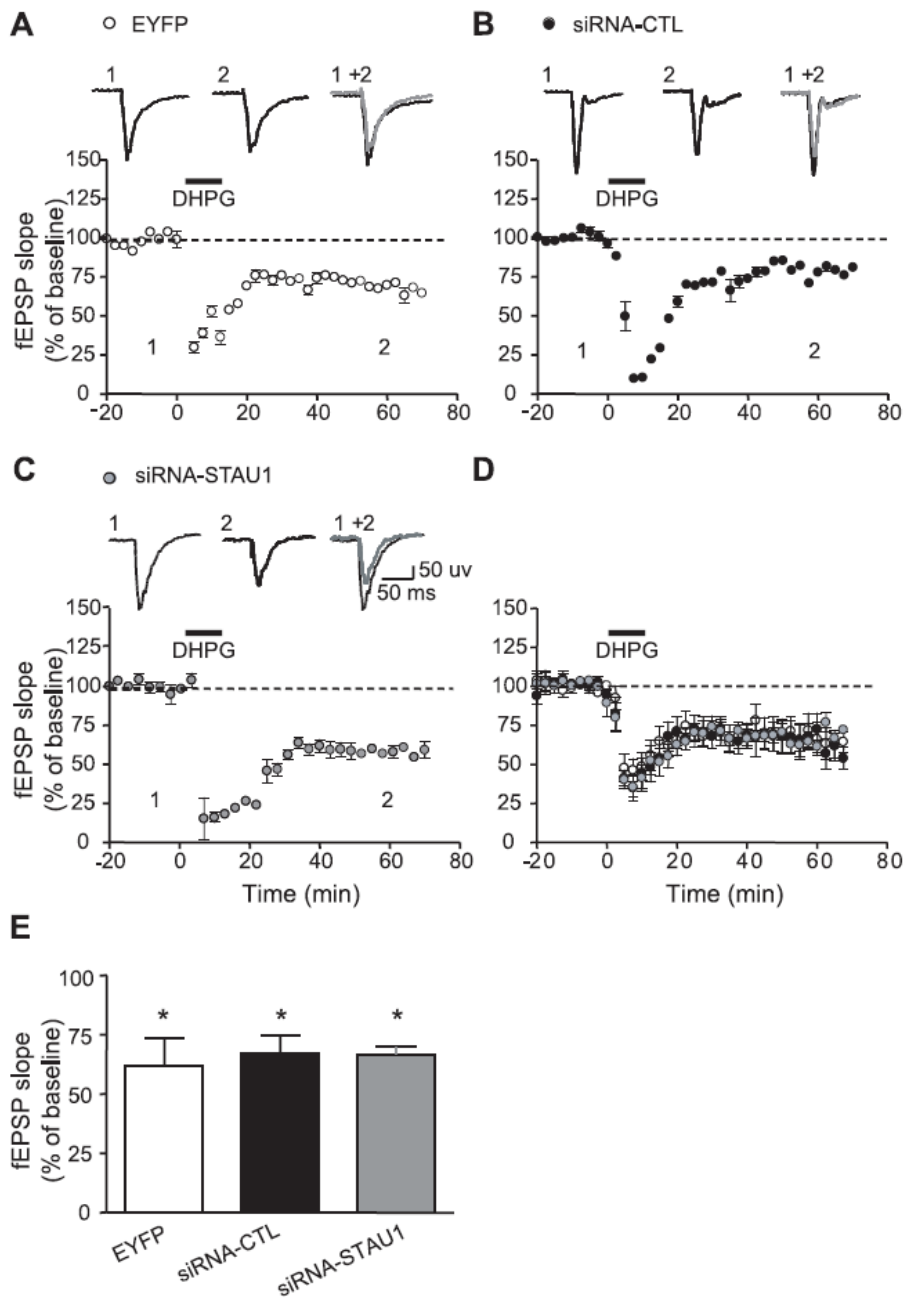 A EYFP
1 2 1 +2
150
125
100
75
50
25
0
fEPSP slope
(% of baseline)
DHPG
1 2
-20 0 20 40 60 80
B siRNA-CTL
1 2 1 +2
150
125
100
75
50
25
0
DHPG
1 2
-20 0 20 40 60 80
C siRNA-STAU1
1 2 1 +2
50 uv
50 ms
150
125
100
75
50
25
0
fEPSP slope
(% of baseline)
DHPG
1 2
-20 0 20 40 60 80
Time (min)
D
150
125
100
75
50
25
0
DHPG
-20 0 20 40 60 80
Time (min)
E
100
75
50
25
0
fEPSP slope
(% of baseline)
* * *
EYFP
siRNA-CTL
siRNA-STAU1